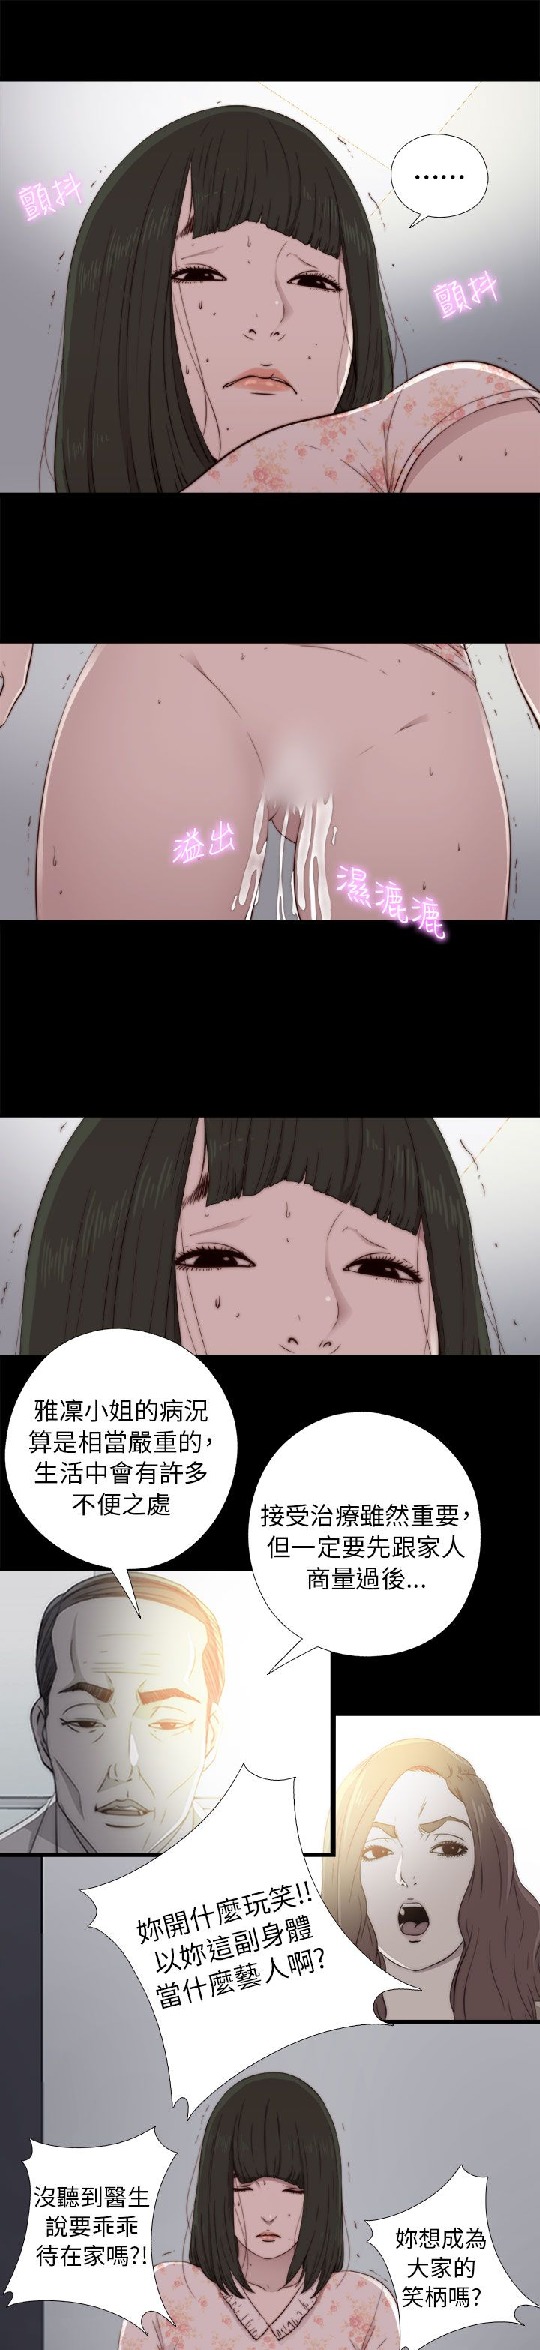 顫抖
……
顫抖
溢出
濕漉漉
雅凜小姐的病況
算是相當嚴重的，
生活中會有許多
不便之處
接受治療雖然重要，
但一定要先跟家人
商量過後…
妳開什麼玩笑!!
以妳這副身體
當什麼藝人啊?
沒聽到醫生
說要乖乖
待在家嗎?!
妳想成為
大家的
笑柄嗎?